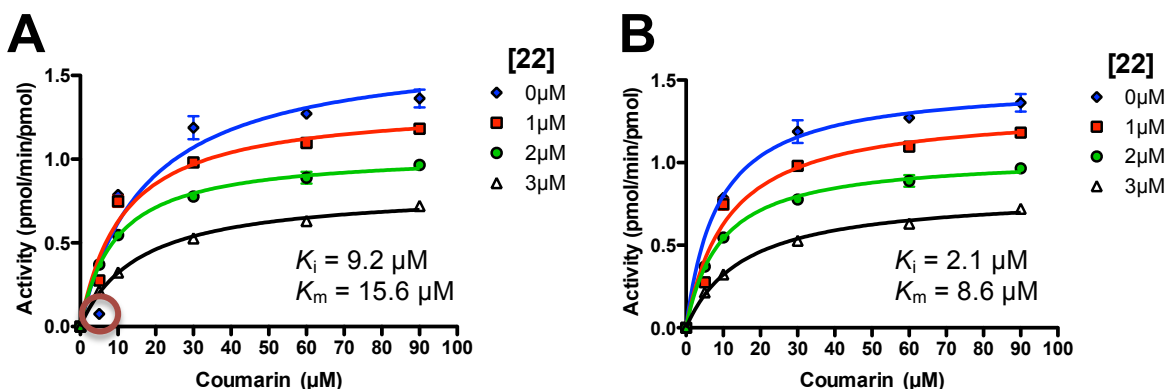 A
[22]
Activity (pmol/min/pmol)
1.5
1.0
0.5
0.0
0 10 20 30 40 50 60 70 80 90 100
Coumarin (µM)
0µM
1µM
2µM
3µM
Ki = 9.2 µM
Km = 15.6 µM
B
[22]
Activity (pmol/min/pmol)
1.5
1.0
0.5
0.0
0 10 20 30 40 50 60 70 80 90 100
Coumarin (µM)
0µM
1µM
2µM
3µM
Ki = 2.1 µM
Km = 8.6 µM